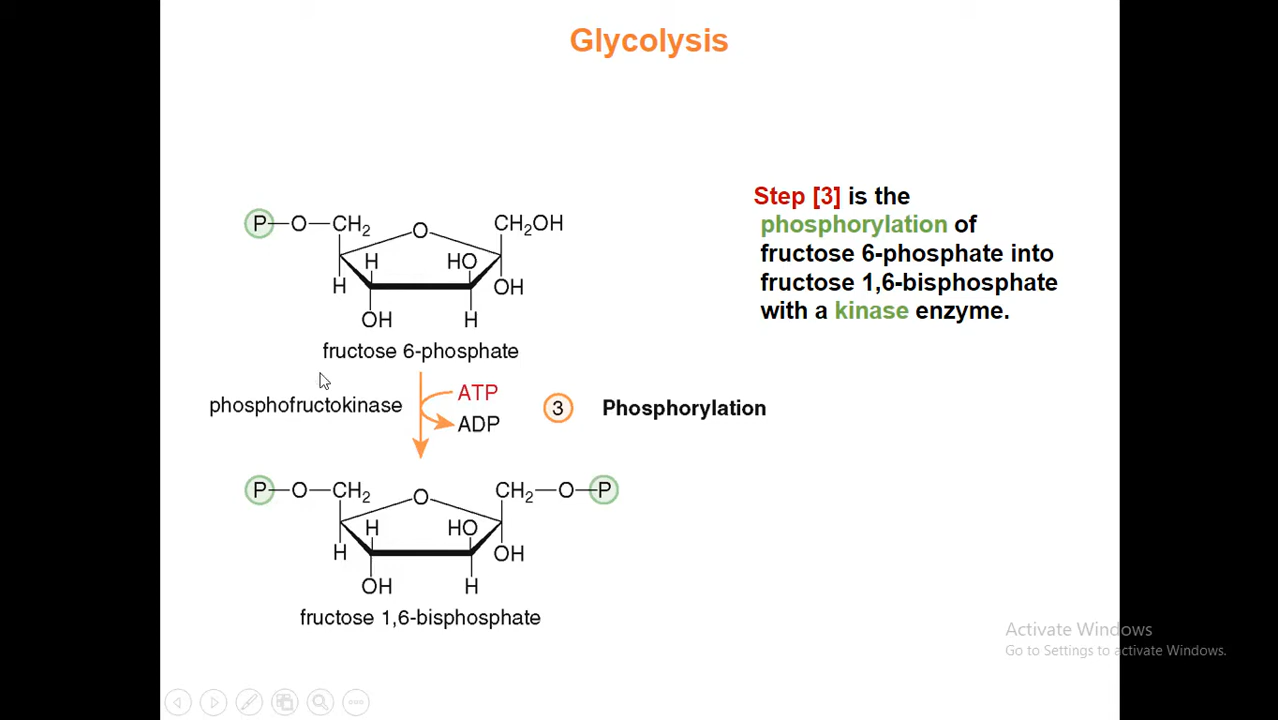 Glycolysis
Step [3] is the
phosphorylation of
fructose 6-phosphate into
fructose 1,6-bisphosphate
with a kinase enzyme.
P—O—CH₂
O
CH₂OH
H
HO
H
OH
OH
H
fructose 6-phosphate
phosphofructokinase
ATP
ADP
3
Phosphorylation
P—O—CH₂
O
CH₂—O—P
H
HO
H
OH
OH
H
fructose 1,6-bisphosphate
Activate Windows
Go to Settings to activate Windows.